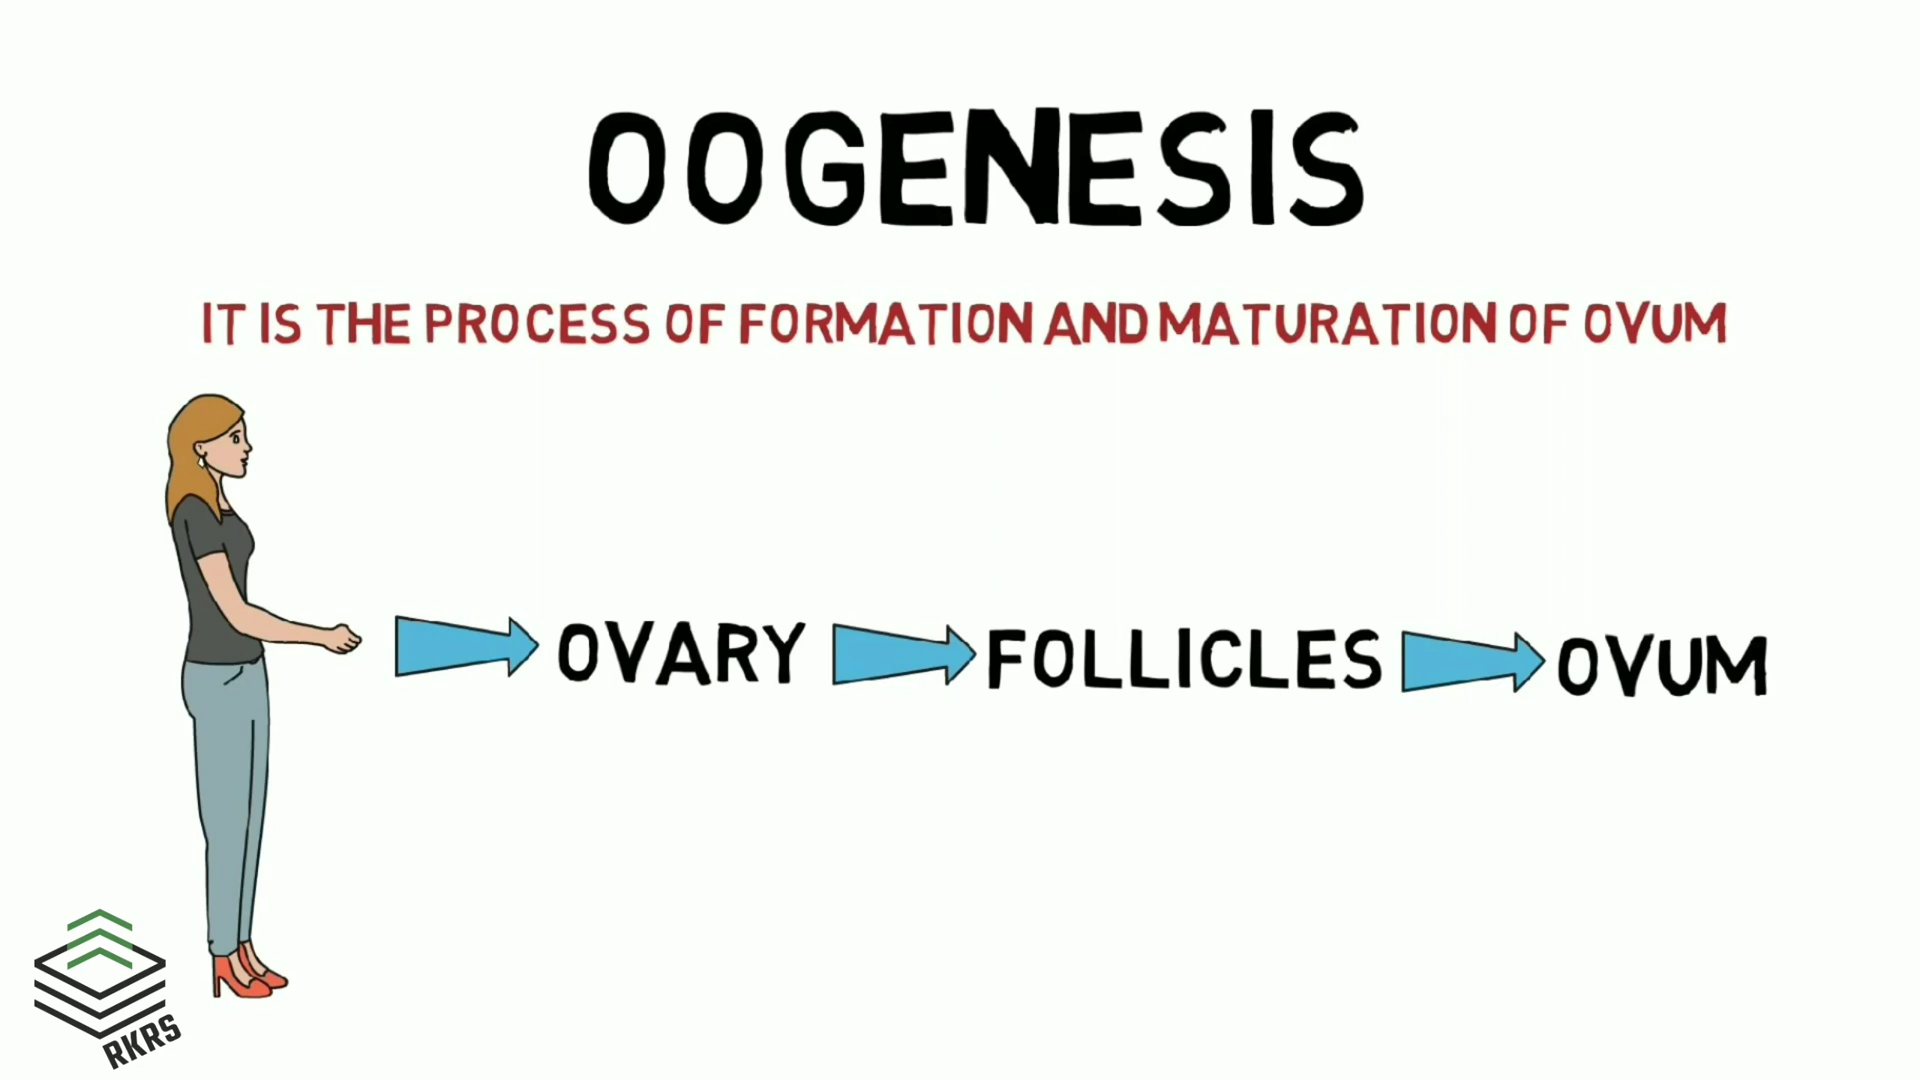 OOGENESIS
IT IS THE PROCESS OF FORMATION AND MATURATION OF OVUM
OVARY FOLLICLES OVUM
RKRS